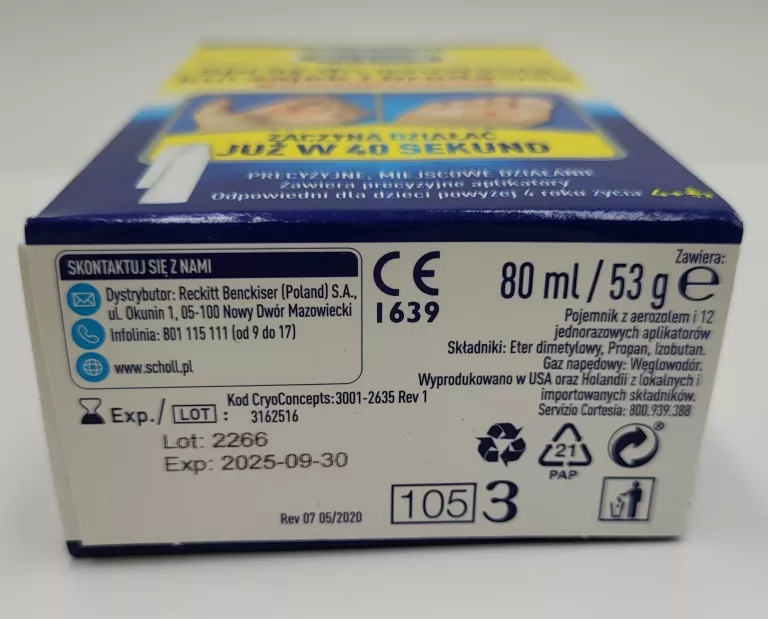 ZACZYNA DZIAŁAĆ
JUŻ W 40 SEKUND
PRECYZYJNE, MIEJSCOWE DZIAŁANIE
Zawiera precyzyjne aplikatory
Odpowiedni dla dzieci powyżej 4 roku życia
SKONTAKTUJ SIĘ Z NAMI
Dystrybutor: Reckitt Benckiser (Poland) S.A.,
ul. Okunin 1, 05-100 Nowy Dwór Mazowiecki
Infolinia: 801 115 111 (od 9 do 17)
www.scholl.pl
CE
1639
Zawiera:
80 ml / 53 g e
Pojemnik z aerozolem i 12
jednorazowych aplikatorów
Składniki: Eter dimetylowy, Propan, Izobutan.
Gaz napędowy: Węglowodór.
Wyprodukowano w USA oraz Holandii z lokalnych i
importowanych składników.
Servizio Cortesia: 800.939.388
Kod CryoConcepts:3001-2635 Rev 1
Exp./ LOT : 3162516
Lot: 2266
Exp: 2025-09-30
Rev 07 05/2020
105 3
21
PAP
®